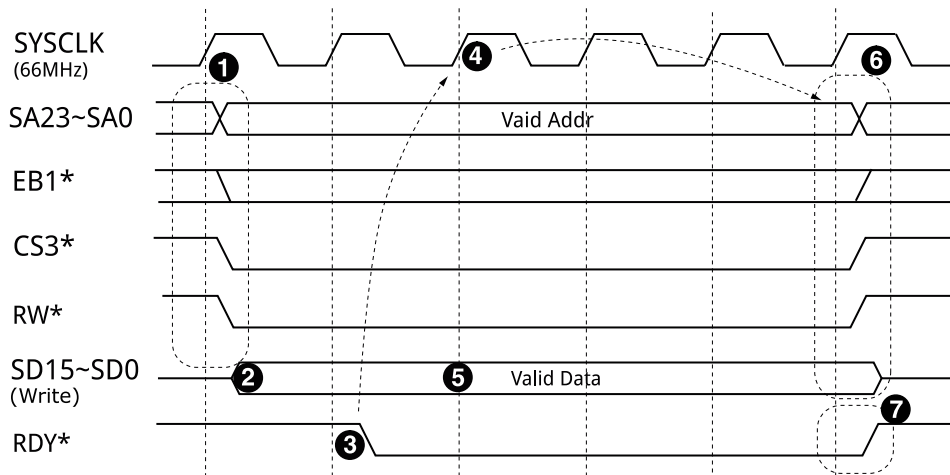 SYSCLK
(66MHz)
1
4
6
SA23~SA0
Vaid Addr
EB1*
CS3*
RW*
SD15~SD0
(Write)
2
5
Valid Data
7
RDY*
3